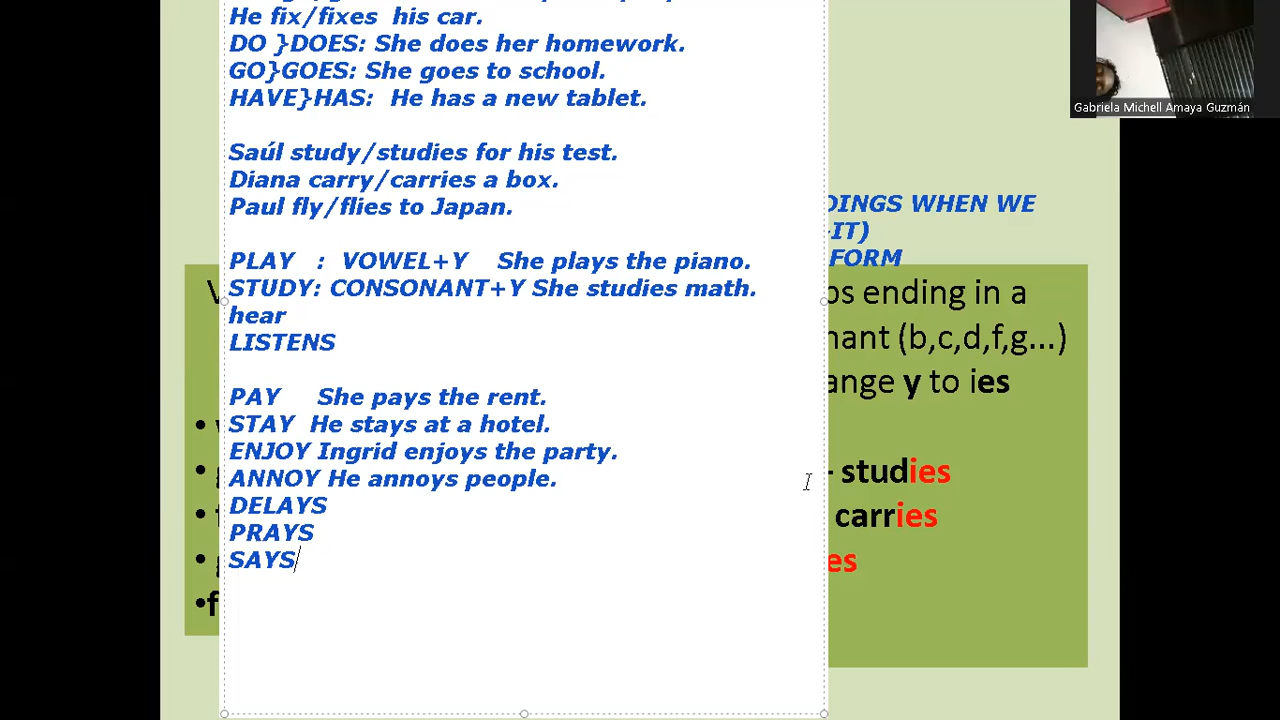 He fix/fixes his car.
DO }DOES: She does her homework.
GO}GOES: She goes to school.
HAVE}HAS: He has a new tablet.
Saúl study/studies for his test.
Diana carry/carries a box.
Paul fly/flies to Japan.
PLAY : VOWEL+Y She plays the piano.
STUDY: CONSONANT+Y She studies math.
hear
LISTENS
PAY She pays the rent.
STAY He stays at a hotel.
ENJOY Ingrid enjoys the party.
ANNOY He annoys people.
DELAYS
PRAYS
SAYS
DINGS WHEN WE
-IT)
FORM
bs ending in a
nant (b,c,d,f,g...)
ange y to ies
studies
carries
es
Gabriela Michell Amaya Guzmán